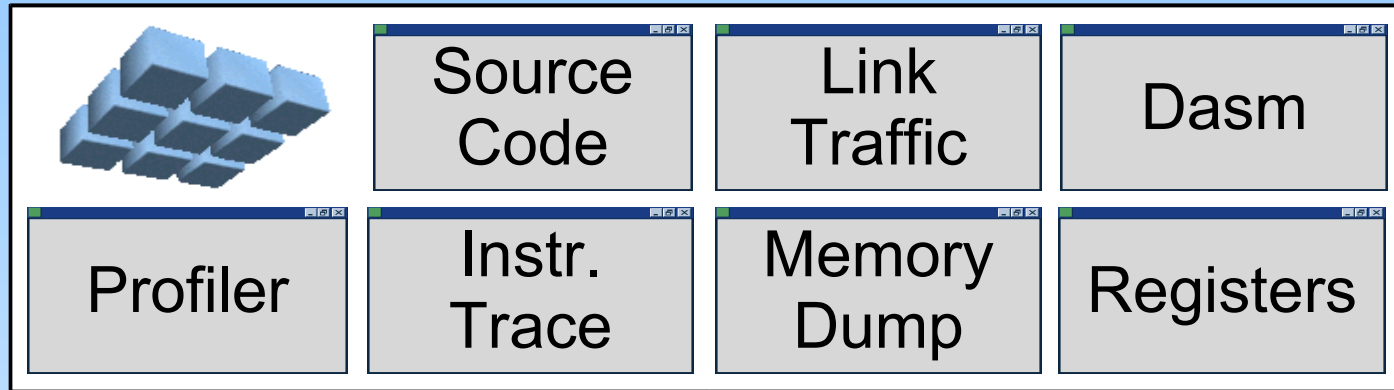 Source
Code
Link
Traffic
Dasm
Profiler
Instr.
Trace
Memory
Dump
Registers